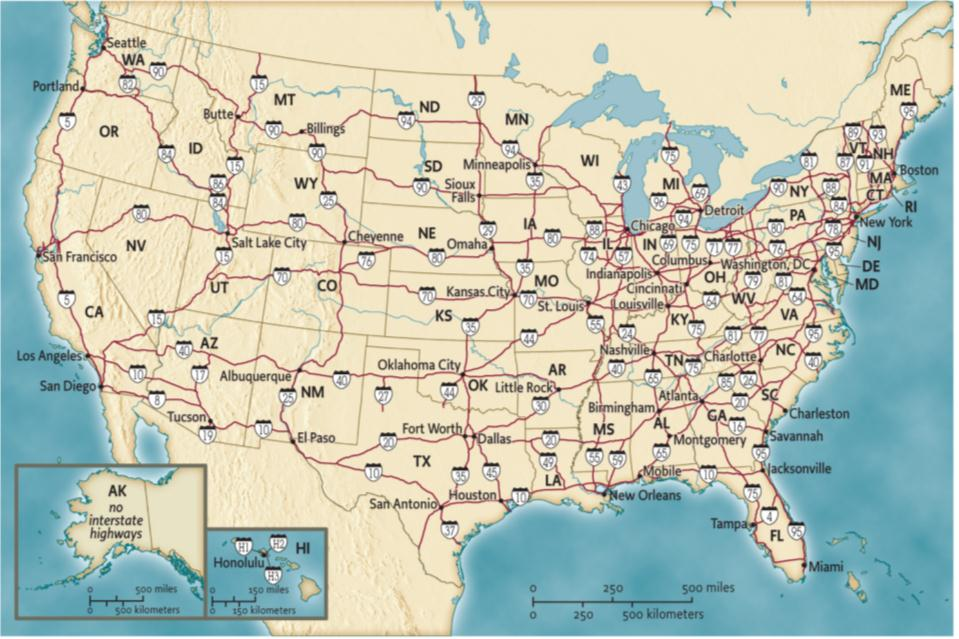 Seattle
WA
90
82
Portland
5
OR
84
ID
15
MT
Butte
90
Billings
90
15
86
84
WY
25
94
ND
29
MN
94
Minneapolis
35
SD
90
Sioux
Falls
WI
43
75
MI
96
69
94
Detroit
Chicago
ME
95
89
93
VT
NH
81
87
91
Boston
MA
CT
RI
90
NY
88
84
New York
PA
80
78
NJ
95
DE
MD
80
NV
San Francisco
5
CA
80
Salt Lake City
15
UT
70
15
Cheyenne
76
CO
NE
80
Omaha
29
IA
80
35
MO
70
Kansas City
70
KS
35
88
IL
74
57
IN
69
75
71
77
Columbus
OH
Indianapolis
Cincinnati
Louisville
St. Louis
55
24
64
KY
75
Washington, DC
79
81
WV
64
VA
81
77
95
Los Angeles
San Diego
10
8
40
AZ
17
Tucson
19
10
Albuquerque
NM
25
El Paso
40
27
Oklahoma City
44
OK
44
AR
Little Rock
30
40
Nashville
TN
75
65
Charlotte
NC
40
85
26
SC
20
Charleston
Atlanta
GA
16
Savannah
Birmingham
AL
Montgomery
65
MS
55
59
Fort Worth
Dallas
20
20
TX
10
35
45
49
LA
Houston
10
San Antonio
37
New Orleans
Mobile
10
95
Jacksonville
75
4
Tampa
FL
95
Miami
AK
no
interstate
highways
0 500 miles
0 500 kilometers
HI
H1
H2
Honolulu
H3
0 150 miles
0 150 kilometers
0 250 500 miles
0 250 500 kilometers